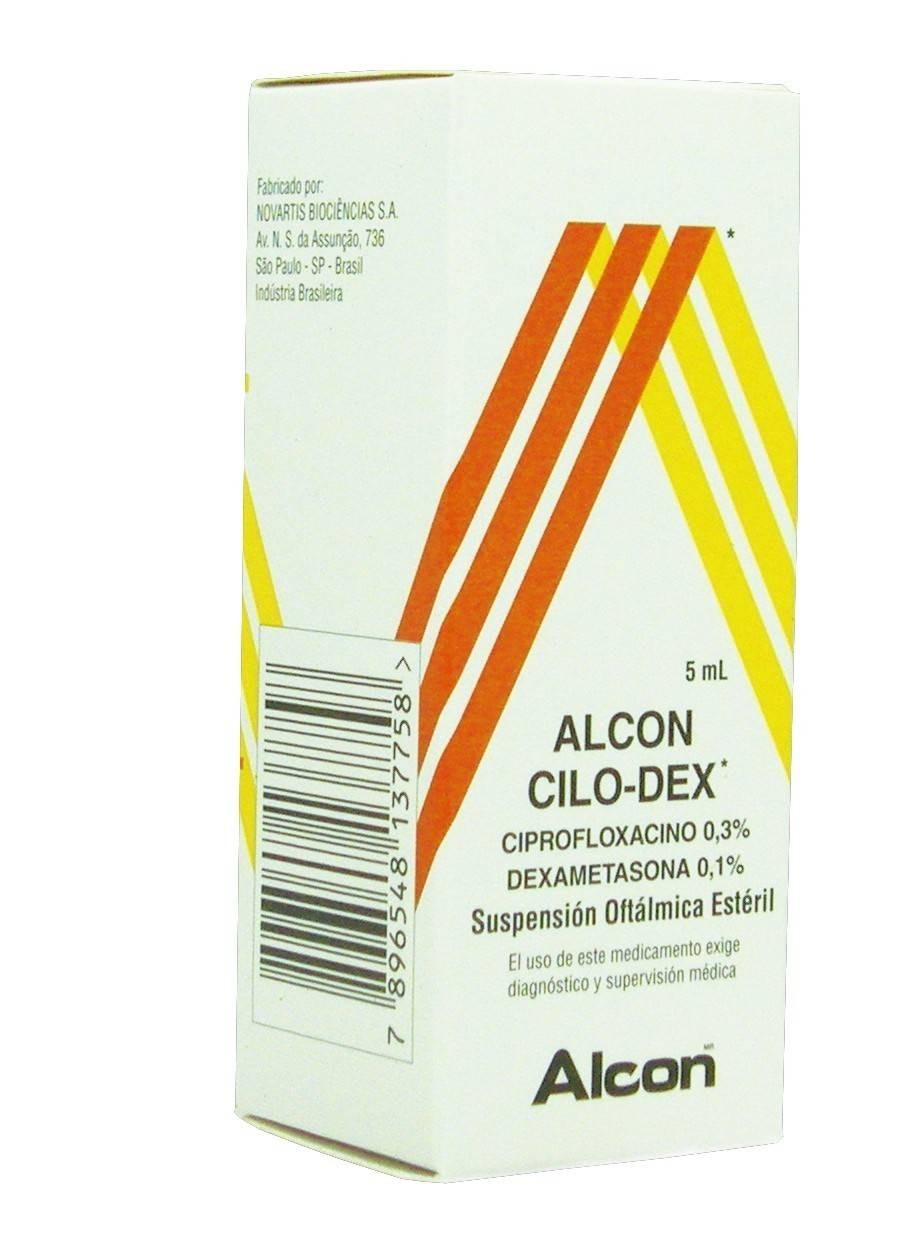 Fabricado por:
NOVARTIS BIOCIÊNCIAS S.A.
Av. N. S. da Assunção, 736
São Paulo - SP - Brasil
Indústria Brasileira
7 896548 137758 >
*
5 mL
ALCON
CILO-DEX*
CIPROFLOXACINO 0,3%
DEXAMETASONA 0,1%
Suspensión Oftálmica Estéril
El uso de este medicamento exige
diagnóstico y supervisión médica
Alcon MR